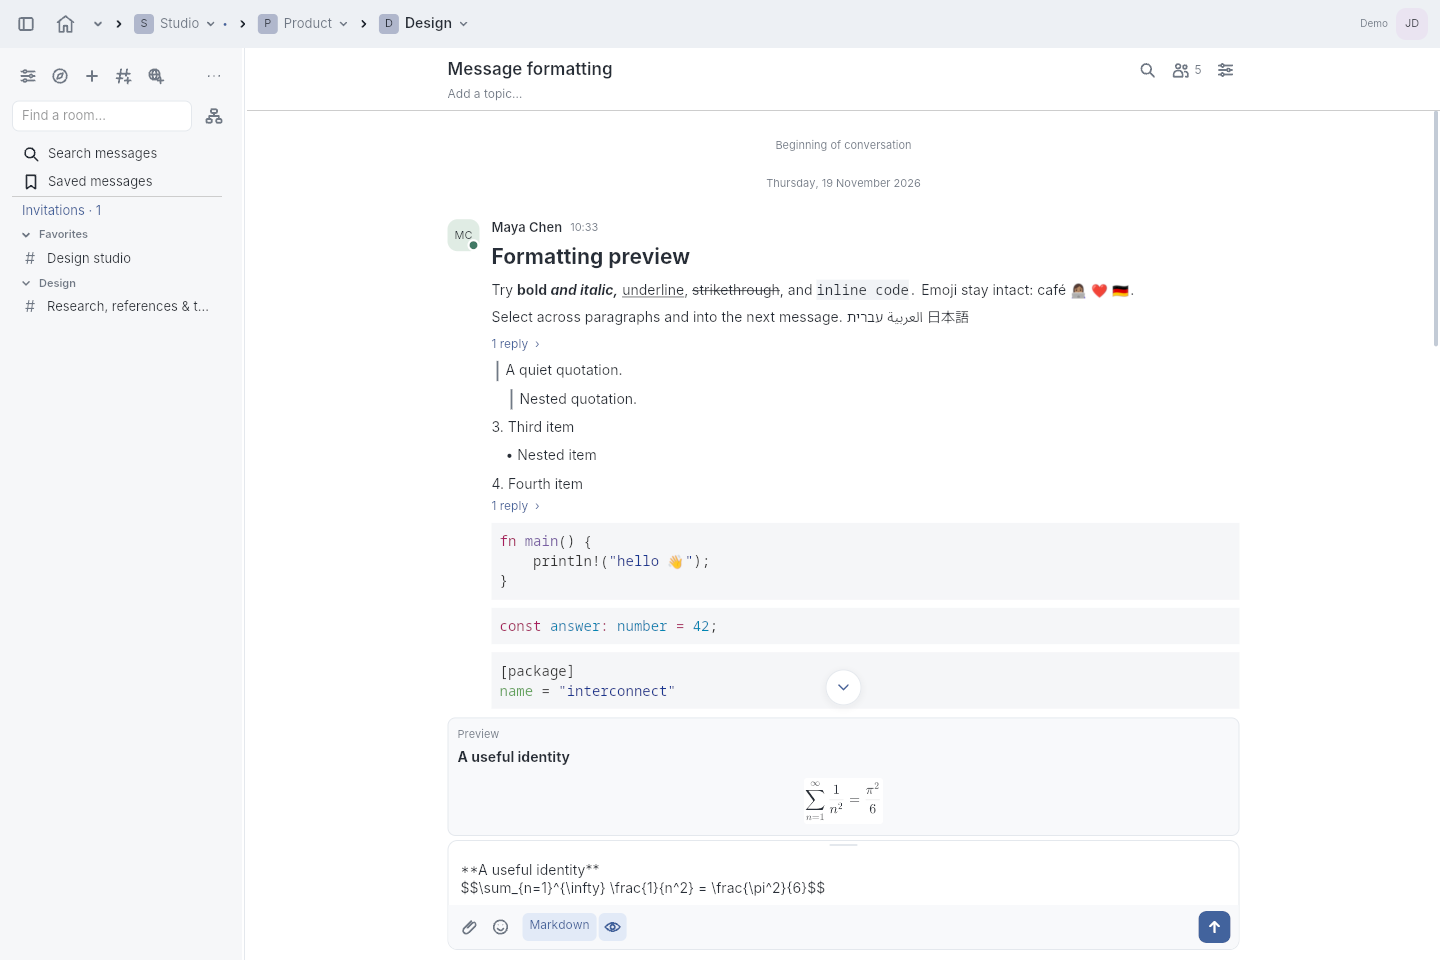 S Studio P Product D Design
Demo JD
Find a room...
Search messages
Saved messages
Invitations · 1
Favorites
# Design studio
Design
# Research, references & t...
Message formatting
Add a topic...
5
Beginning of conversation
Thursday, 19 November 2026
MC
Maya Chen 10:33
Formatting preview
Try bold and italic, underline, strikethrough, and inline code. Emoji stay intact: café 👩🏽‍💻 ❤️ 🇩🇪.
Select across paragraphs and into the next message. עברית العربية 日本語
1 reply ›
A quiet quotation.
Nested quotation.
3. Third item
• Nested item
4. Fourth item
1 reply ›
fn main() {
    println!("hello 👋");
}
const answer: number = 42;
[package]
name = "interconnect"
Preview
A useful identity
∑_{n=1}^{∞} 1/n² = π²/6
**A useful identity**
$$\sum_{n=1}^{\infty} \frac{1}{n^2} = \frac{\pi^2}{6}$$
Markdown